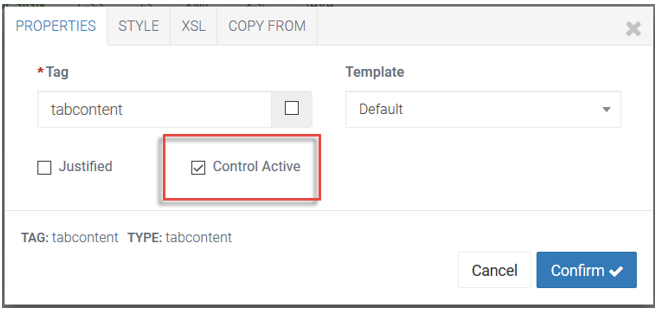 PROPERTIES STYLE XSL COPY FROM
*Tag Template
tabcontent Default
Justified Control Active
TAG: tabcontent TYPE: tabcontent
Cancel Confirm